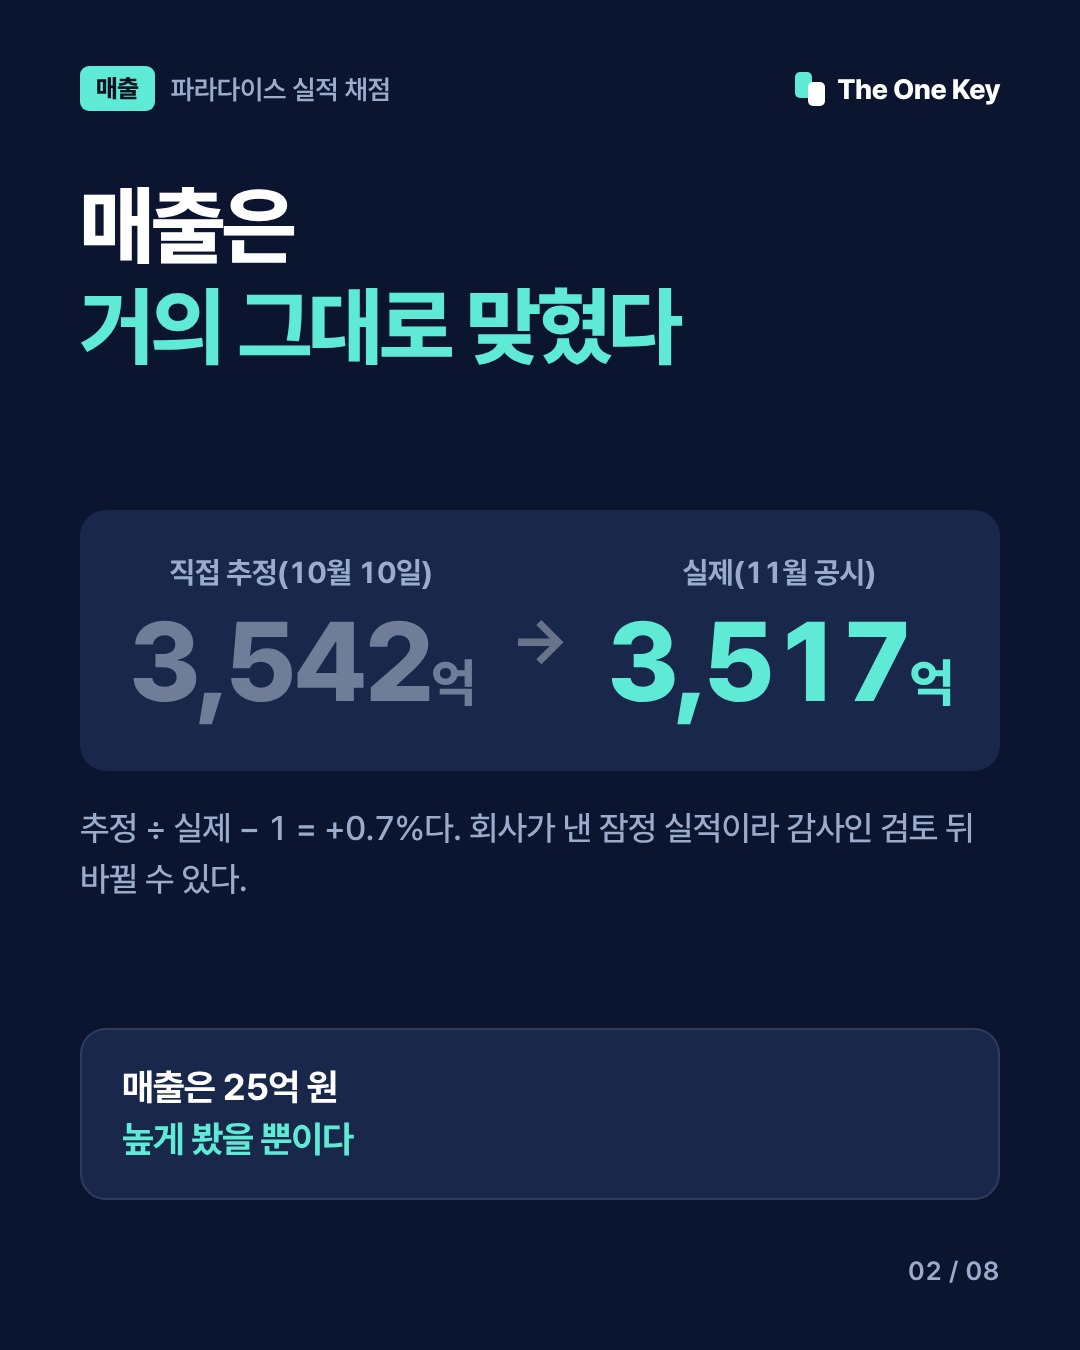 매출 파라다이스 실적 채점
The One Key
매출은
거의 그대로 맞혔다
직접 추정(10월 10일)
3,542억
→
실제(11월 공시)
3,517억
추정 ÷ 실제 − 1 = +0.7%다. 회사가 낸 잠정 실적이라 감사인 검토 뒤
바뀔 수 있다.
매출은 25억 원
높게 봤을 뿐이다
02 / 08